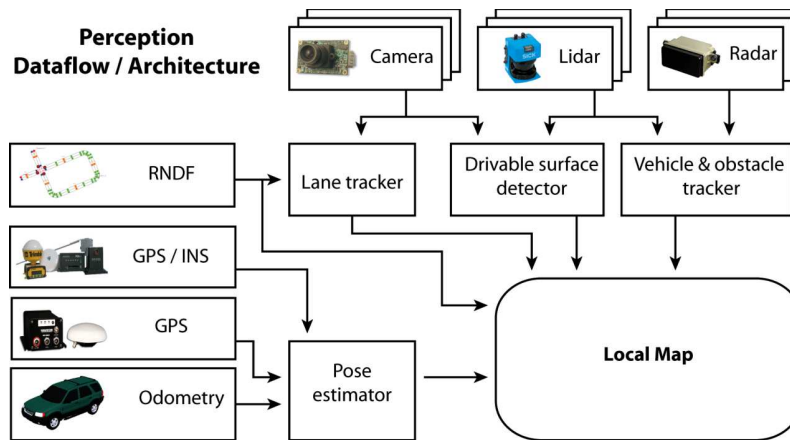 Perception
Dataflow / Architecture
Camera
Lidar
Radar
RNDF
Lane tracker
Drivable surface
detector
Vehicle & obstacle
tracker
GPS / INS
GPS
Odometry
Pose
estimator
Local Map